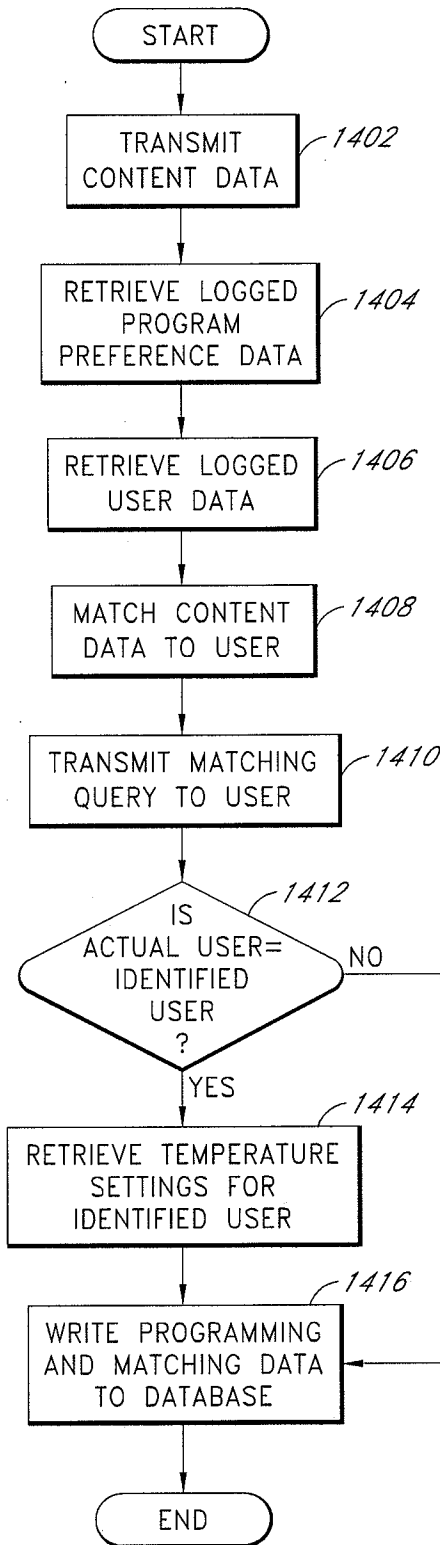 START
TRANSMIT
CONTENT DATA
1402
RETRIEVE LOGGED
PROGRAM
PREFERENCE DATA
1404
RETRIEVE LOGGED
USER DATA
1406
MATCH CONTENT
DATA TO USER
1408
TRANSMIT MATCHING
QUERY TO USER
1410
1412
IS
ACTUAL USER=
IDENTIFIED
USER
?
NO
YES
1414
RETRIEVE TEMPERATURE
SETTINGS FOR
IDENTIFIED USER
1416
WRITE PROGRAMMING
AND MATCHING DATA
TO DATABASE
END